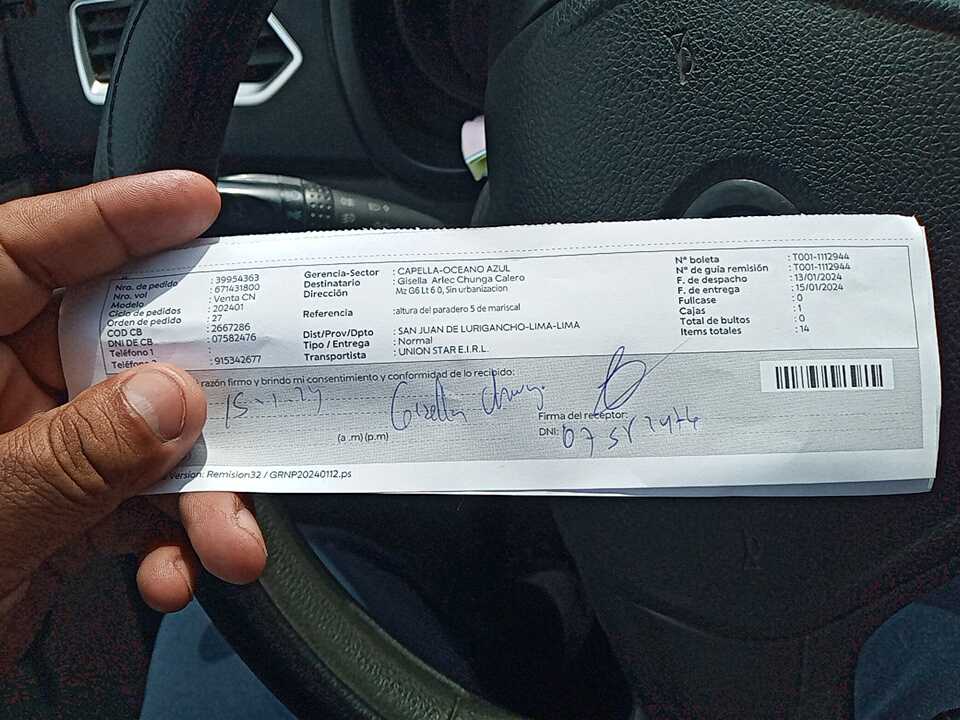 Nro. de pedido : 39954363
Nro. vol : 677431800
Modelo : Venta CN
Ciclo de pedidos : 202401
Orden de pedido : 27
COD CB : 2667286
DNI DE CB : 07582476
Teléfono 1 :
: 915342677
Gerencia-Sector : CAPELLA-OCEANO AZUL
Destinatario : Gisella Arlec Chunga Calero
Dirección Mz G6 Lt 6 0, Sin urbanizacion
Referencia :altura del paradero 5 de mariscal
Dist/Prov/Dpto : SAN JUAN DE LURIGANCHO-LIMA-LIMA
Tipo / Entrega : Normal
Transportista : UNION STAR E.I.R.L.
N° boleta : T001-1112944
N° de guia remisión : T001-1112944
F. de despacho : 13/01/2024
F. de entrega : 15/01/2024
Fullcase : 0
Cajas : 1
Total de bultos : 0
Items totales : 14
razón firmo y brindo mi consentimiento y conformidad de lo recibido:
15-1-24
Gisella Chunga
(a .m) (p.m)
Firma del receptor:
DNI:
version: Remision32 / GRNP20240112.ps